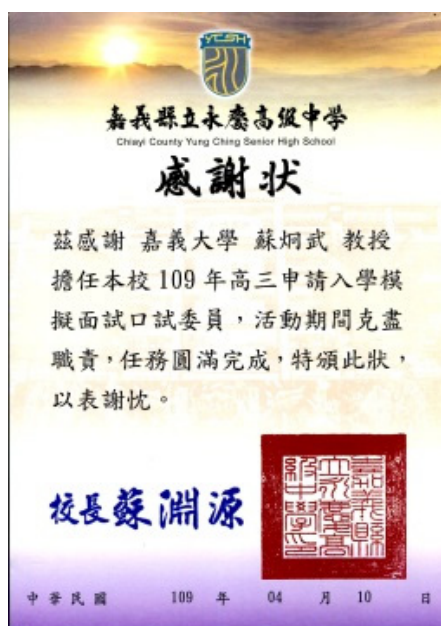 YCSH
嘉義縣立永慶高級中學
Chiayi County Yung Ching Senior High School
感謝狀
茲感謝 嘉義大學 蘇炯武 教授
擔任本校 109 年高三申請入學模
擬面試口試委員，活動期間克盡
職責，任務圓滿完成，特頒此狀，
以表謝忱。
校長蘇淵源
嘉義縣
立永慶高
級中學印
中華民國 109 年 04 月 10 日